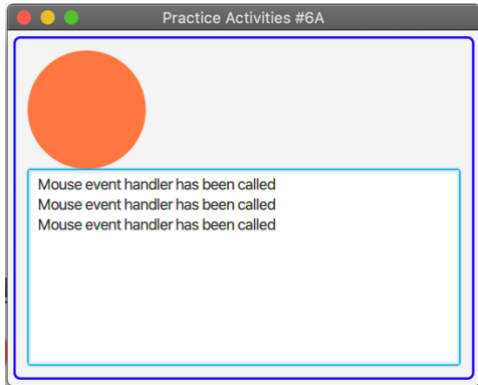 Practice Activities #6A
Mouse event handler has been called
Mouse event handler has been called
Mouse event handler has been called